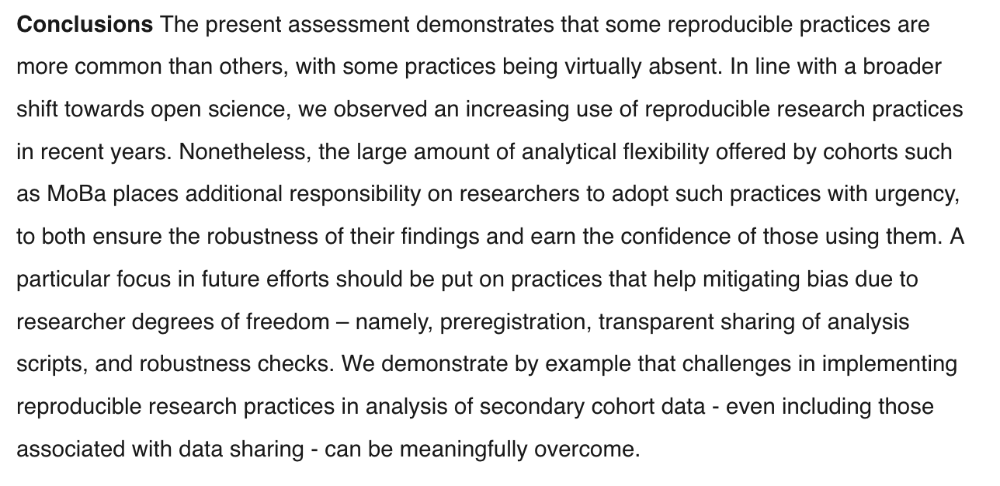 Conclusions The present assessment demonstrates that some reproducible practices are
more common than others, with some practices being virtually absent. In line with a broader
shift towards open science, we observed an increasing use of reproducible research practices
in recent years. Nonetheless, the large amount of analytical flexibility offered by cohorts such
as MoBa places additional responsibility on researchers to adopt such practices with urgency,
to both ensure the robustness of their findings and earn the confidence of those using them. A
particular focus in future efforts should be put on practices that help mitigating bias due to
researcher degrees of freedom – namely, preregistration, transparent sharing of analysis
scripts, and robustness checks. We demonstrate by example that challenges in implementing
reproducible research practices in analysis of secondary cohort data - even including those
associated with data sharing - can be meaningfully overcome.